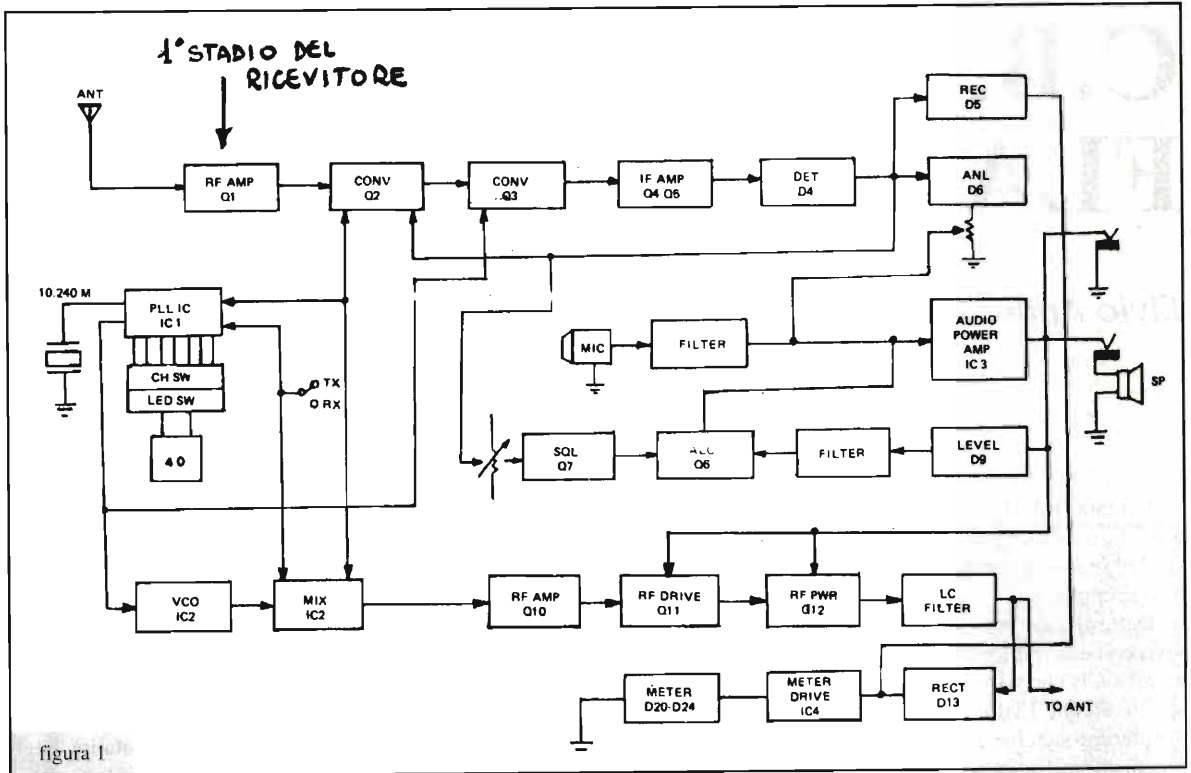 1° STADIO DEL
RICEVITORE
ANT
RF AMP
Q1
CONV
Q2
CONV
Q3
IF AMP
Q4 Q5
DET
D4
REC
D5
ANL
D6
10.240 M
PLL IC
IC1
CH SW
LED SW
40
TX
RX
MIC
FILTER
AUDIO
POWER
AMP
IC3
SP
SQL
Q7
Q6
FILTER
LEVEL
D9
VCO
IC2
MIX
IC2
RF AMP
Q10
RF DRIVE
Q11
RF PWR
Q12
LC
FILTER
METER
D20-D24
METER
DRIVE
IC4
RECT
D13
TO ANT
figura 1